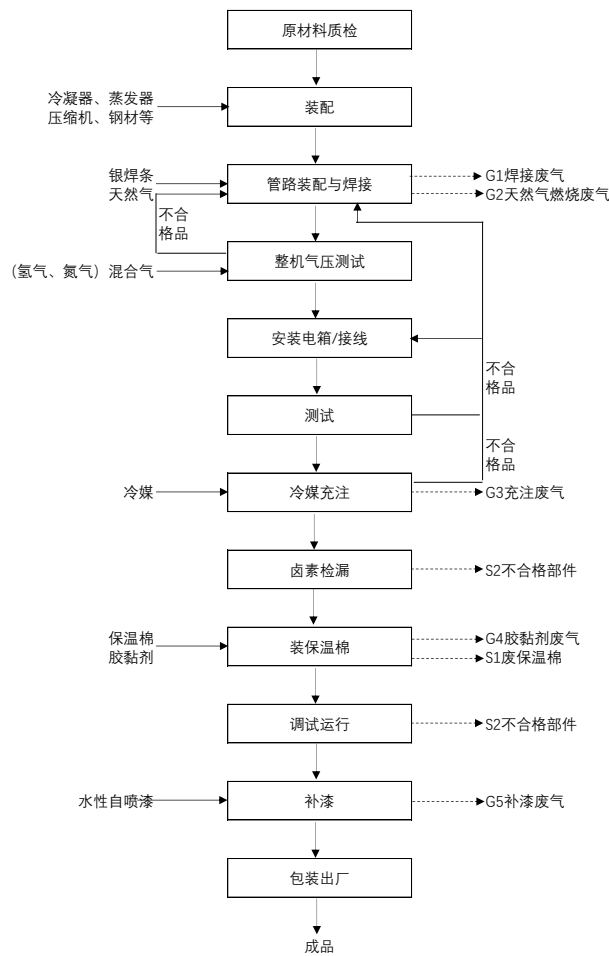 原材料质检
冷凝器、蒸发器
压缩机、钢材等
装配
银焊条
天然气
管路装配与焊接
G1焊接废气
G2天然气燃烧废气
不合
格品
（氢气、氮气）混合气
整机气压测试
安装电箱/接线
不合
格品
测试
不合
格品
冷媒
冷媒充注
G3充注废气
卤素检漏
S2不合格部件
保温棉
胶黏剂
装保温棉
G4胶黏剂废气
S1废保温棉
调试运行
S2不合格部件
水性自喷漆
补漆
G5补漆废气
包装出厂
成品